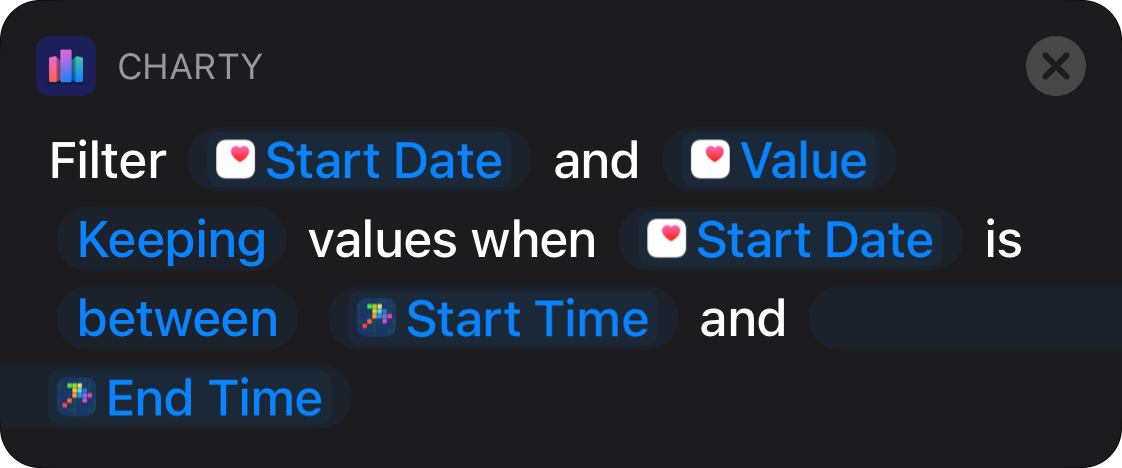 CHARTY
Filter Start Date and Value
Keeping values when Start Date is
between Start Time and
End Time